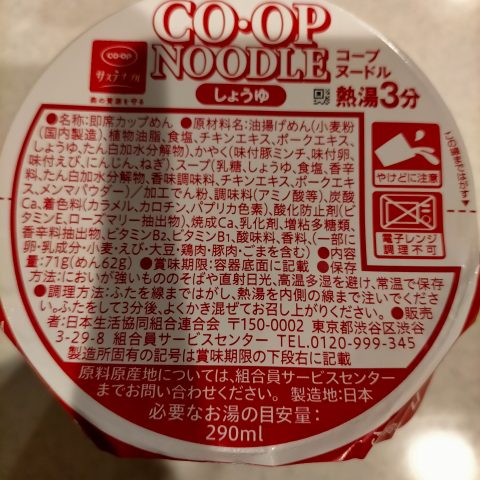 CO·OP
NOODLE
コープ
ヌードル
しょうゆ
熱湯3分
CO·OP
サステナブル
●名称:即席カップめん ●原材料名:油揚げめん(小麦粉
(国内製造)、植物油脂、食塩、チキンエキス、ポークエキス、
しょうゆ、たん白加水分解物)、かやく(味付豚ミンチ、味付卵、
味付えび、にんじん、ねぎ)、スープ(乳糖、しょうゆ、食塩、香辛
料、たん白加水分解物、香味調味料、チキンエキス、ポークエキ
ス、メンマパウダー)/加工でん粉、調味料(アミノ酸等)、炭酸
Ca、着色料(カラメル、カロチン、パプリカ色素)、酸化防止剤(ビ
タミンE、ローズマリー抽出物)、焼成Ca、乳化剤、増粘多糖類、
香辛料抽出物、ビタミンB2、ビタミンB1、酸味料、香料、(一部に
卵・乳成分・小麦・えび・大豆・鶏肉・豚肉・ごまを含む) ●内容
量:71g(めん62g) ●賞味期限:容器底面に記載 ●保存
方法:においが強いもののそばや直射日光、高温多湿を避け、常温で保存
●調理方法:ふたを線まではがし、熱湯を内側の線まで注いでくださ
い。ふたをして3分後、よくかき混ぜてお召し上がりください。●販売
者:日本生活協同組合連合会 〒150-0002 東京都渋谷区渋谷
3-29-8 組合員サービスセンター TEL.0120-999-345
製造所固有の記号は賞味期限の下段右に記載
原料原産地については、組合員サービスセンター
までお問い合わせください。 製造地:日本
必要なお湯の目安量:
290ml
やけどに注意
電子レンジ
調理不可
この線まではがす